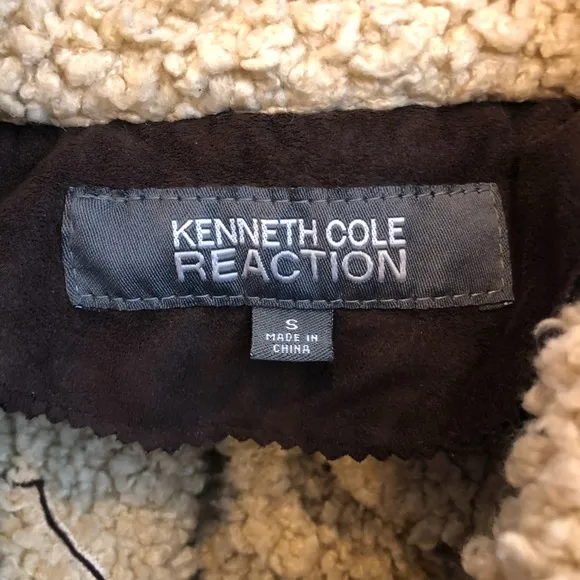 KENNETH COLE
REACTION
S
MADE IN
CHINA